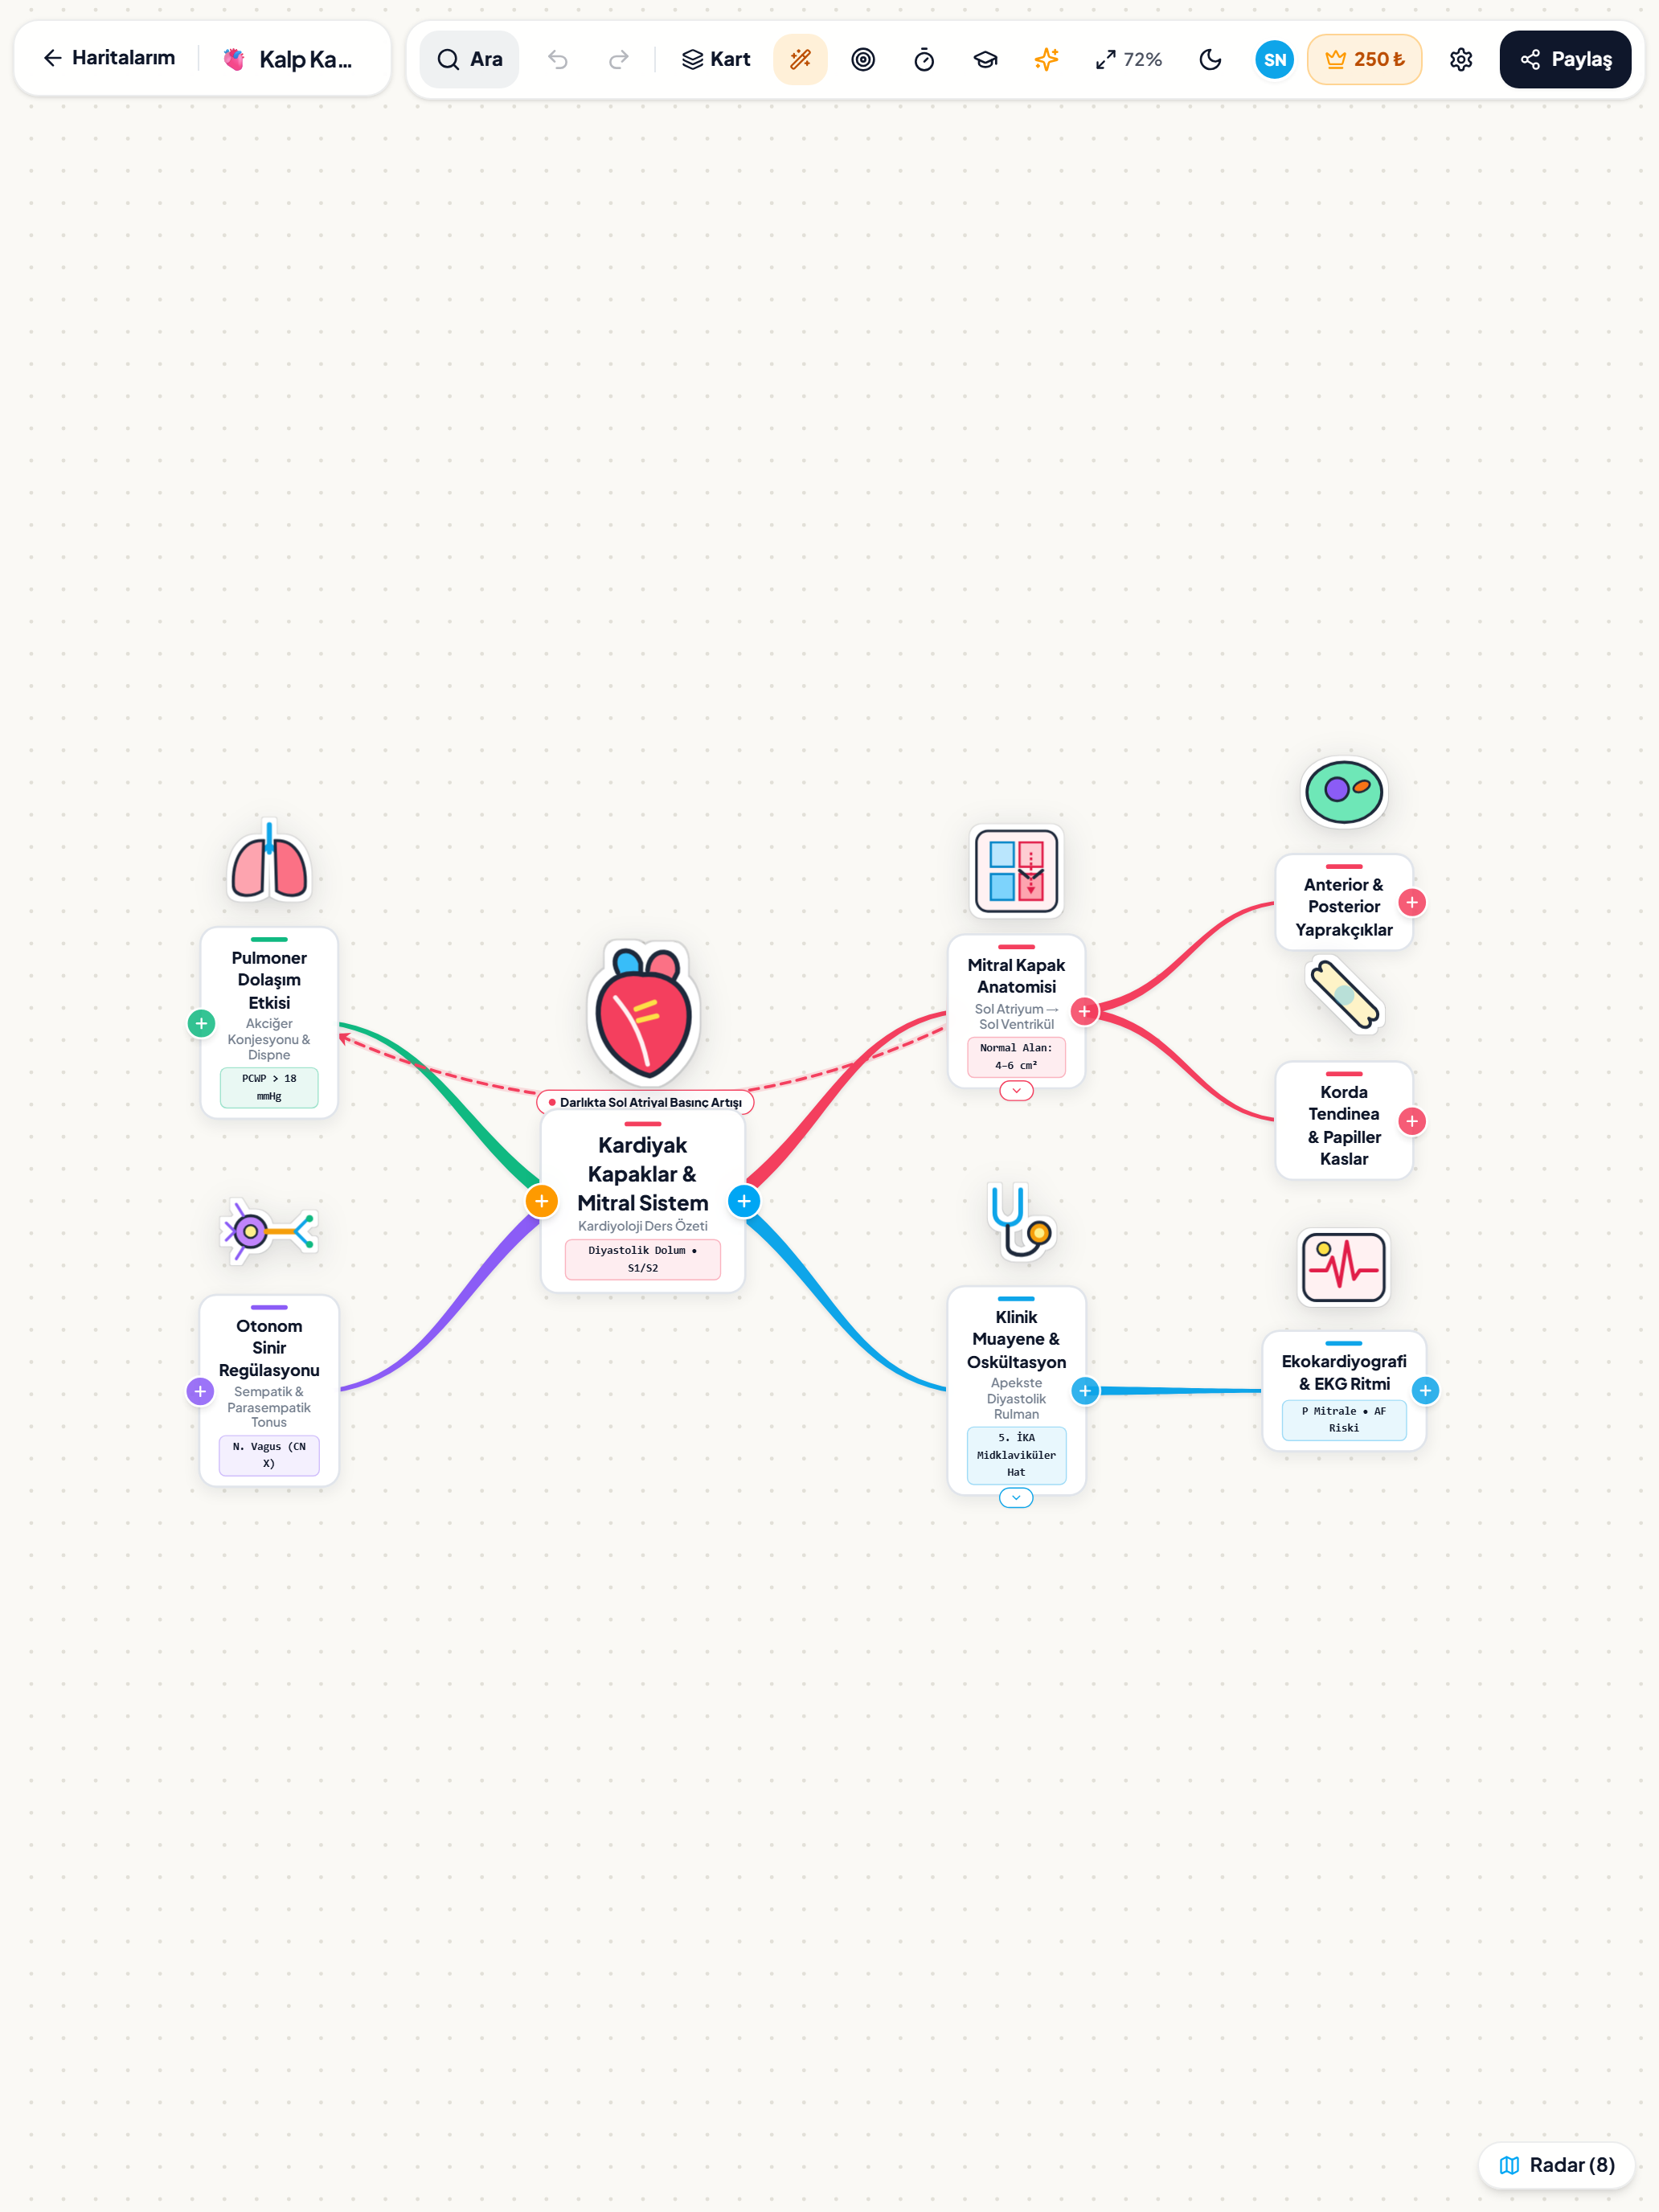 Haritalarım
Kalp Ka...
Ara
Kart
72%
SN
250 ₺
Paylaş
Pulmoner
Dolaşım
Etkisi
Akciğer
Konjesyonu &
Dispne
PCWP > 18
mmHg
Otonom
Sinir
Regülasyonu
Sempatik &
Parasempatik
Tonus
N. Vagus (CN
X)
Darlıkta Sol Atriyal Basınç Artışı
Kardiyak
Kapaklar &
Mitral Sistem
Kardiyoloji Ders Özeti
Diyastolik Dolum •
S1/S2
Mitral Kapak
Anatomisi
Sol Atriyum →
Sol Ventrikül
Normal Alan:
4–6 cm²
Klinik
Muayene &
Oskültasyon
Apekste
Diyastolik
Rulman
5. İKA
Midklaviküler
Hat
Anterior &
Posterior
Yaprakçıklar
Korda
Tendinea
& Papiller
Kaslar
Ekokardiyografi
& EKG Ritmi
P Mitrale • AF
Riski
Radar (8)